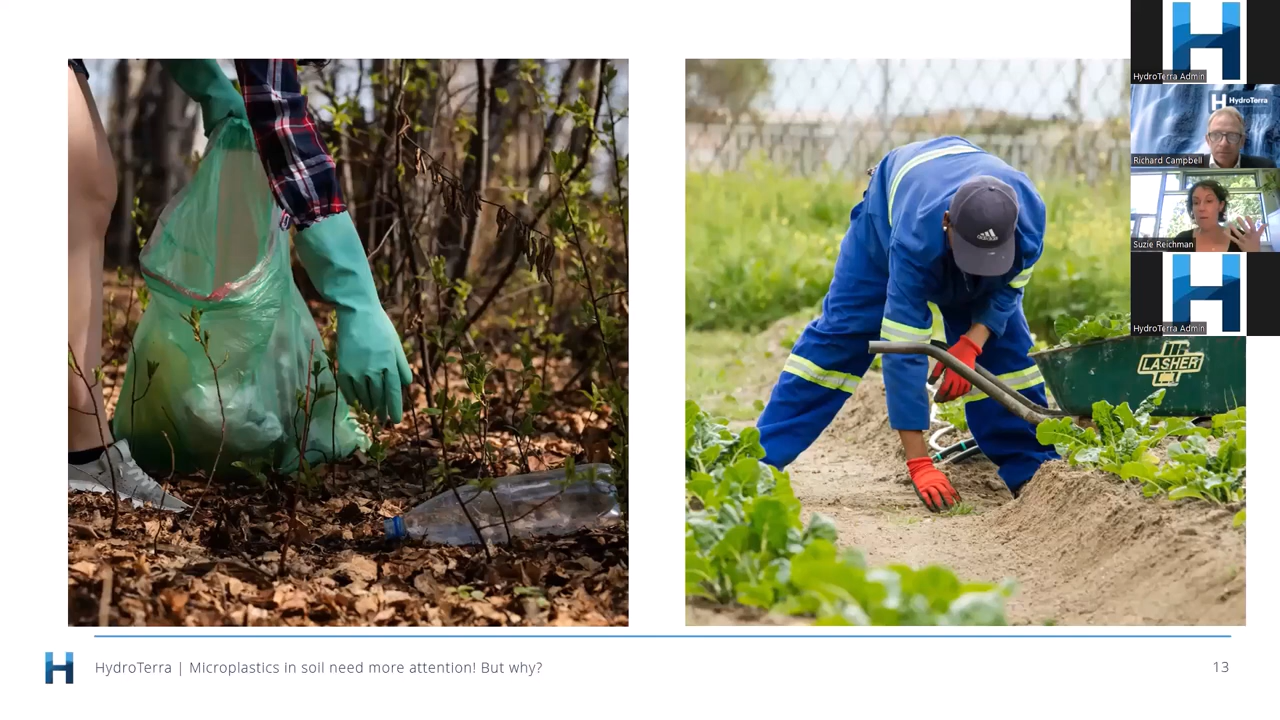 HydroTerra Admin
HydroTerra
Richard Campbell
Suzie Reichman
HydroTerra Admin
adidas
LASHER
HydroTerra | Microplastics in soil need more attention! But why?
13